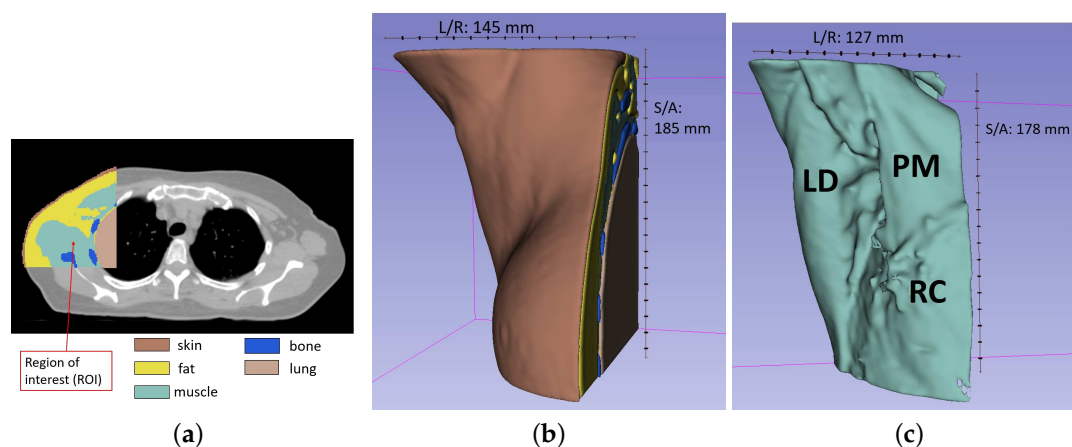 L/R: 145 mm
L/R: 127 mm
S/A:
185 mm
S/A: 178 mm
LD
PM
RC
Region of
interest (ROI)
skin
bone
fat
lung
muscle
(a)
(b)
(c)